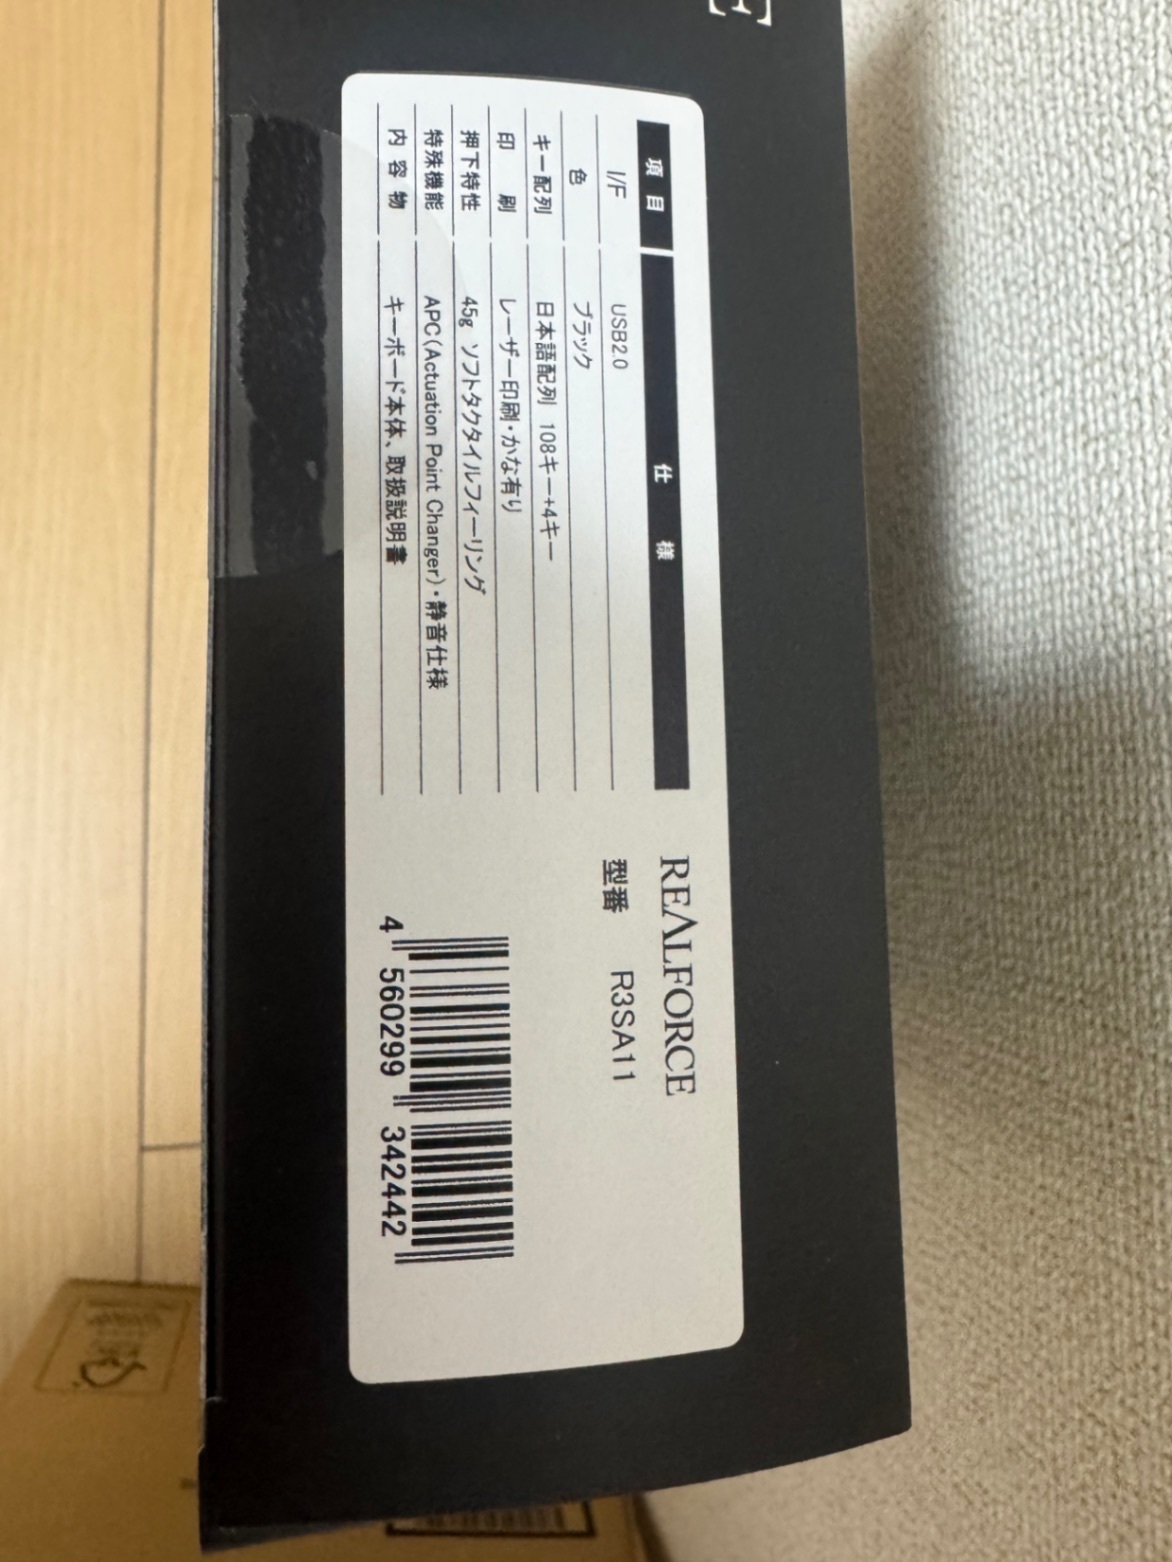 項目 仕様
I/F USB2.0
色 ブラック
キー配列 日本語配列 108キー+4キー
印刷 レーザー印刷・かな有り
押下特性 45g ソフトタクタイルフィーリング
特殊機能 APC(Actuation Point Changer)・静音仕様
内容物 キーボード本体、取扱説明書
REALFORCE
型番 R3SA11
4 560299 342442